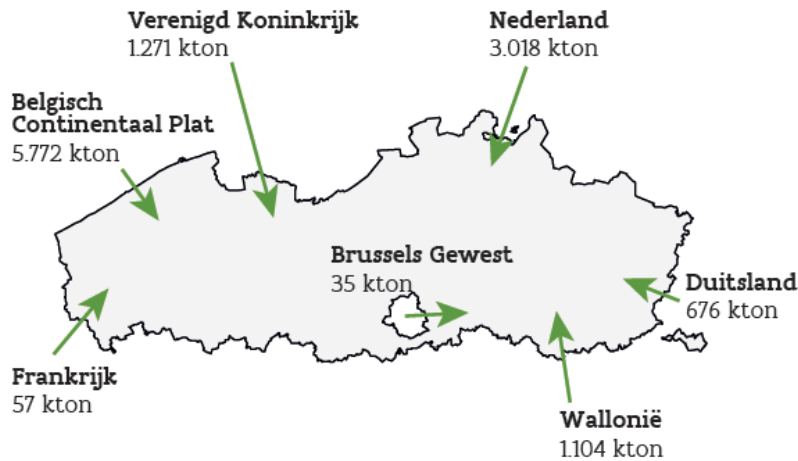 Verenigd Koninkrijk
1.271 kton
Nederland
3.018 kton
Belgisch
Continentaal Plat
5.772 kton
Brussels Gewest
35 kton
Duitsland
676 kton
Frankrijk
57 kton
Wallonië
1.104 kton